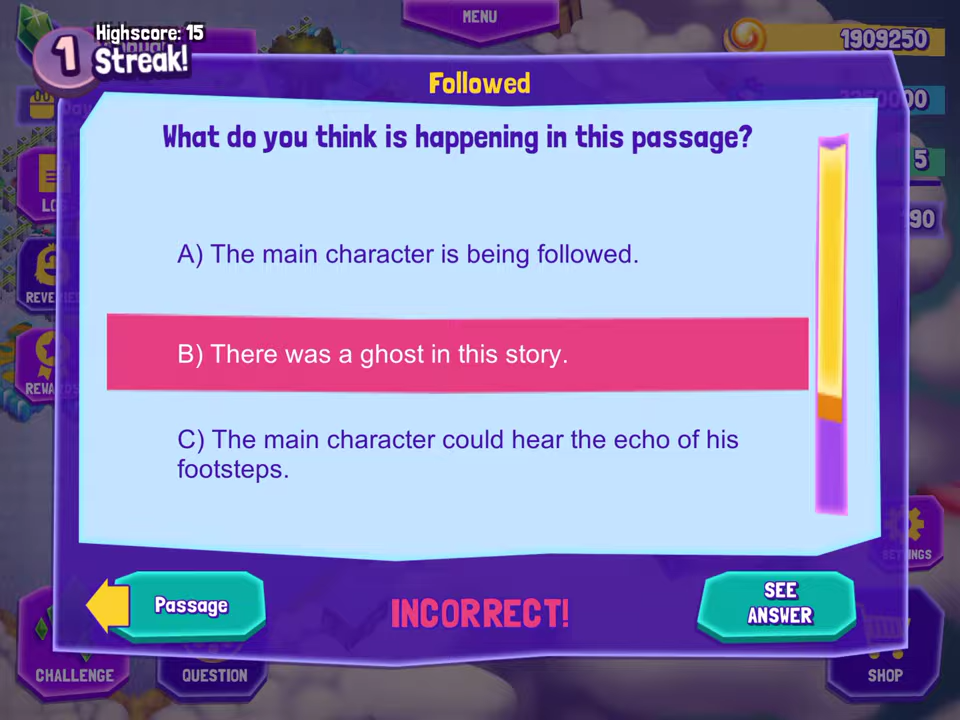 MENU
Highscore: 15
1
Streak!
1909250
Followed
What do you think is happening in this passage?
5
90
A) The main character is being followed.
B) There was a ghost in this story.
C) The main character could hear the echo of his
footsteps.
Passage
INCORRECT!
SEE
ANSWER
CHALLENGE
QUESTION
SHOP